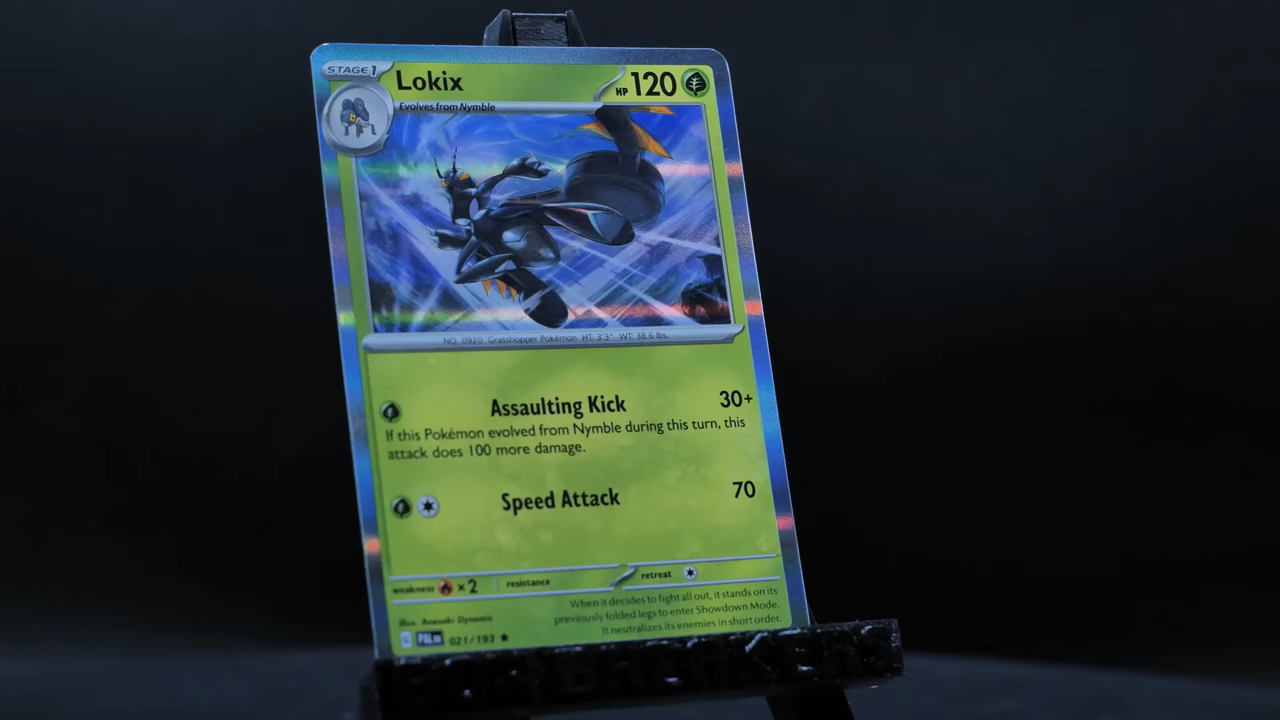 STAGE1
Lokix
HP 120
Evolves from Nymble
NO. 0920 Grasshopper Pokémon HT: 3'3" WT: 38.6 lbs.
Assaulting Kick 30+
If this Pokémon evolved from Nymble during this turn, this
attack does 100 more damage.
Speed Attack 70
weakness ×2 resistance retreat
When it decides to fight all out, it stands on its
previously folded legs to enter Showdown Mode.
It neutralizes its enemies in short order.
Illus. Anesaki Dynamic
PAL EN 021/193